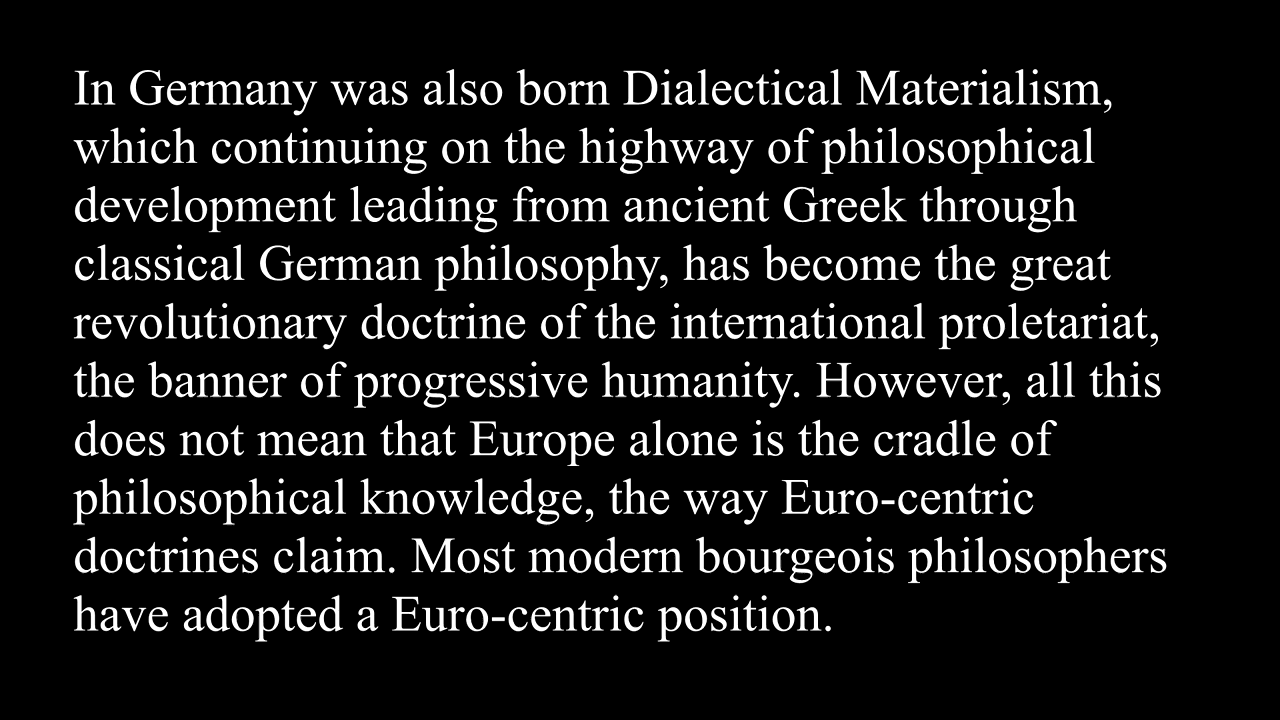 In Germany was also born Dialectical Materialism,
which continuing on the highway of philosophical
development leading from ancient Greek through
classical German philosophy, has become the great
revolutionary doctrine of the international proletariat,
the banner of progressive humanity. However, all this
does not mean that Europe alone is the cradle of
philosophical knowledge, the way Euro-centric
doctrines claim. Most modern bourgeois philosophers
have adopted a Euro-centric position.